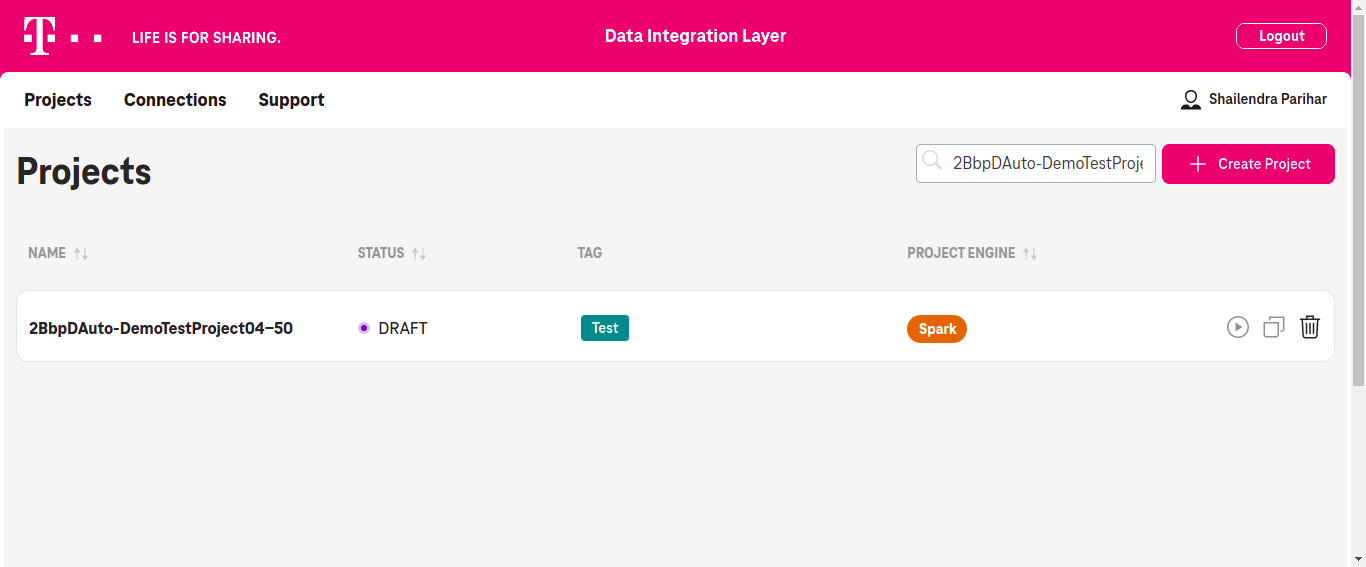 T
LIFE IS FOR SHARING.
Data Integration Layer
Logout
Projects
Connections
Support
Shailendra Parihar
Projects
2BbpDAuto-DemoTestProje
Create Project
NAME
STATUS
TAG
PROJECT ENGINE
2BbpDAuto-DemoTestProject04-50
DRAFT
Test
Spark